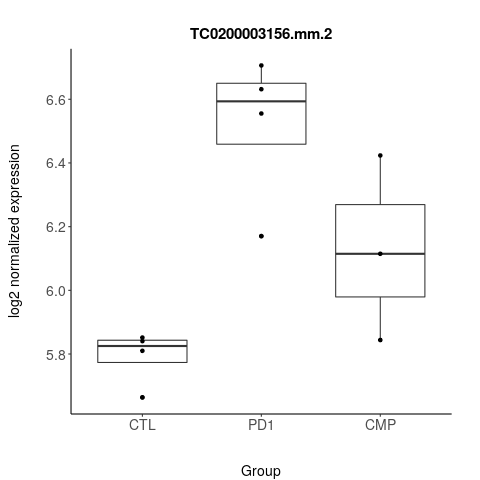 TC0200003156.mm.2
log2 normalized expression
6.6
6.4
6.2
6.0
5.8
CTL PD1 CMP
Group